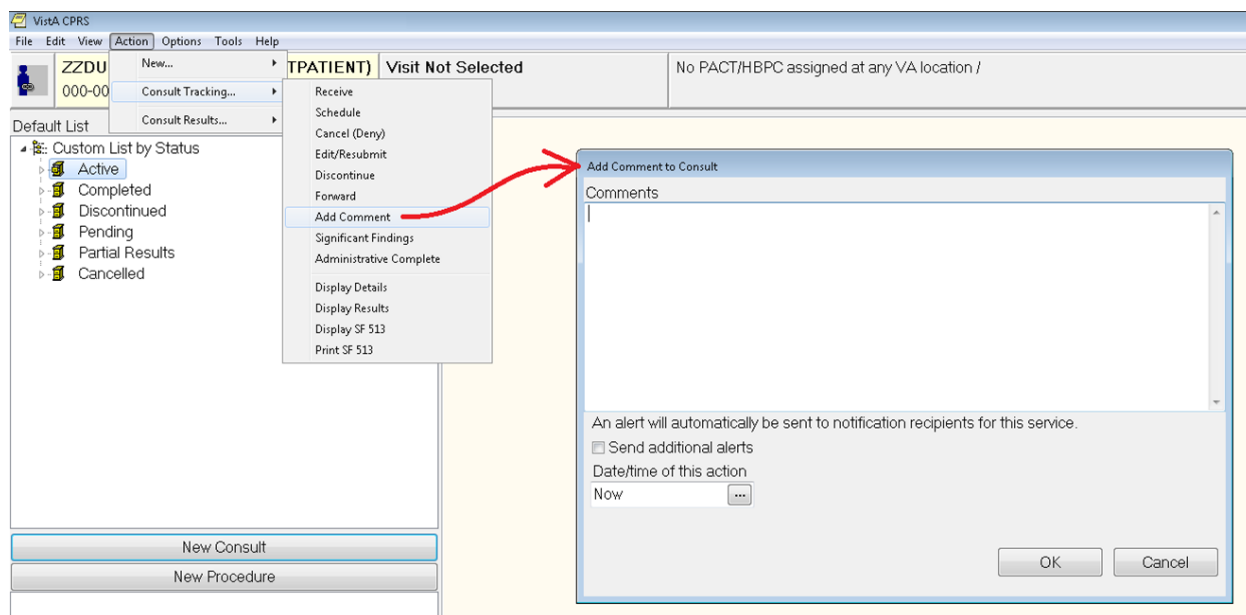 VistA CPRS
File Edit View Action Options Tools Help
ZZDU
TPATIENT)
Visit Not Selected
No PACT/HBPC assigned at any VA location /
000-00
New...
Consult Tracking...
Consult Results...
Receive
Schedule
Cancel (Deny)
Edit/Resubmit
Discontinue
Forward
Add Comment
Significant Findings
Administrative Complete
Display Details
Display Results
Display SF 513
Print SF 513
Default List
Custom List by Status
Active
Completed
Discontinued
Pending
Partial Results
Cancelled
New Consult
New Procedure
Add Comment to Consult
Comments
An alert will automatically be sent to notification recipients for this service.
Send additional alerts
Date/time of this action
Now
...
OK Cancel